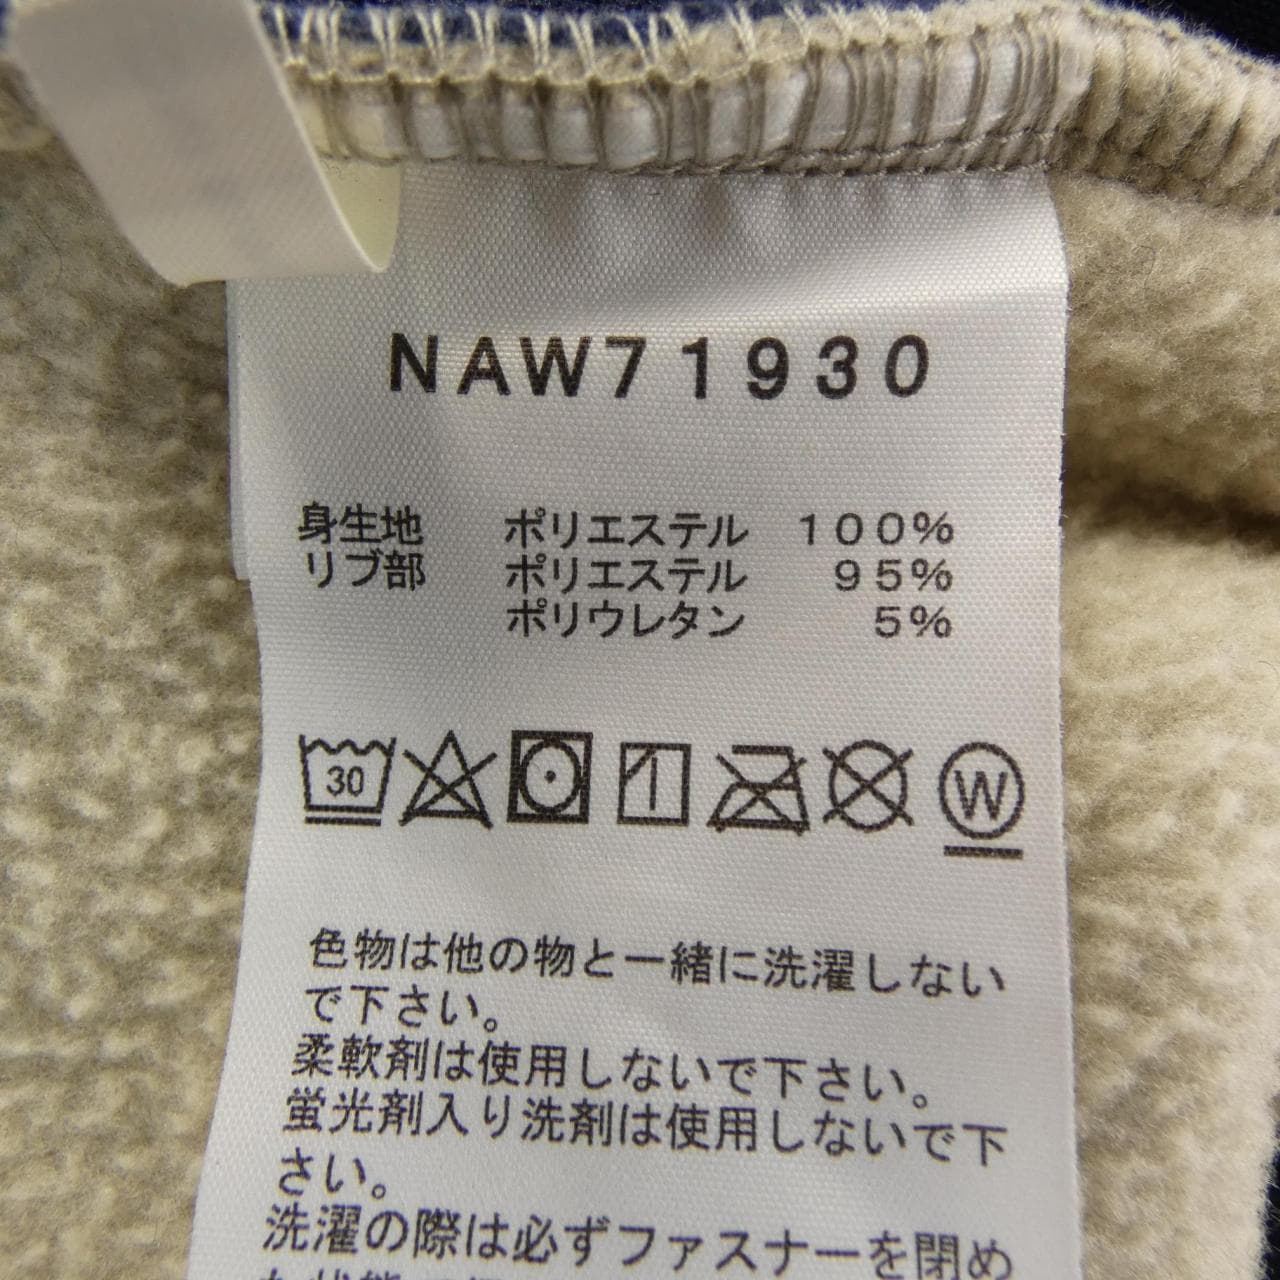 NAW71930
身生地 ポリエステル 100%
リブ部 ポリエステル 95%
ポリウレタン 5%
30
W
色物は他の物と一緒に洗濯しない
で下さい。
柔軟剤は使用しないで下さい。
蛍光剤入り洗剤は使用しないで下
さい。
洗濯の際は必ずファスナーを閉め